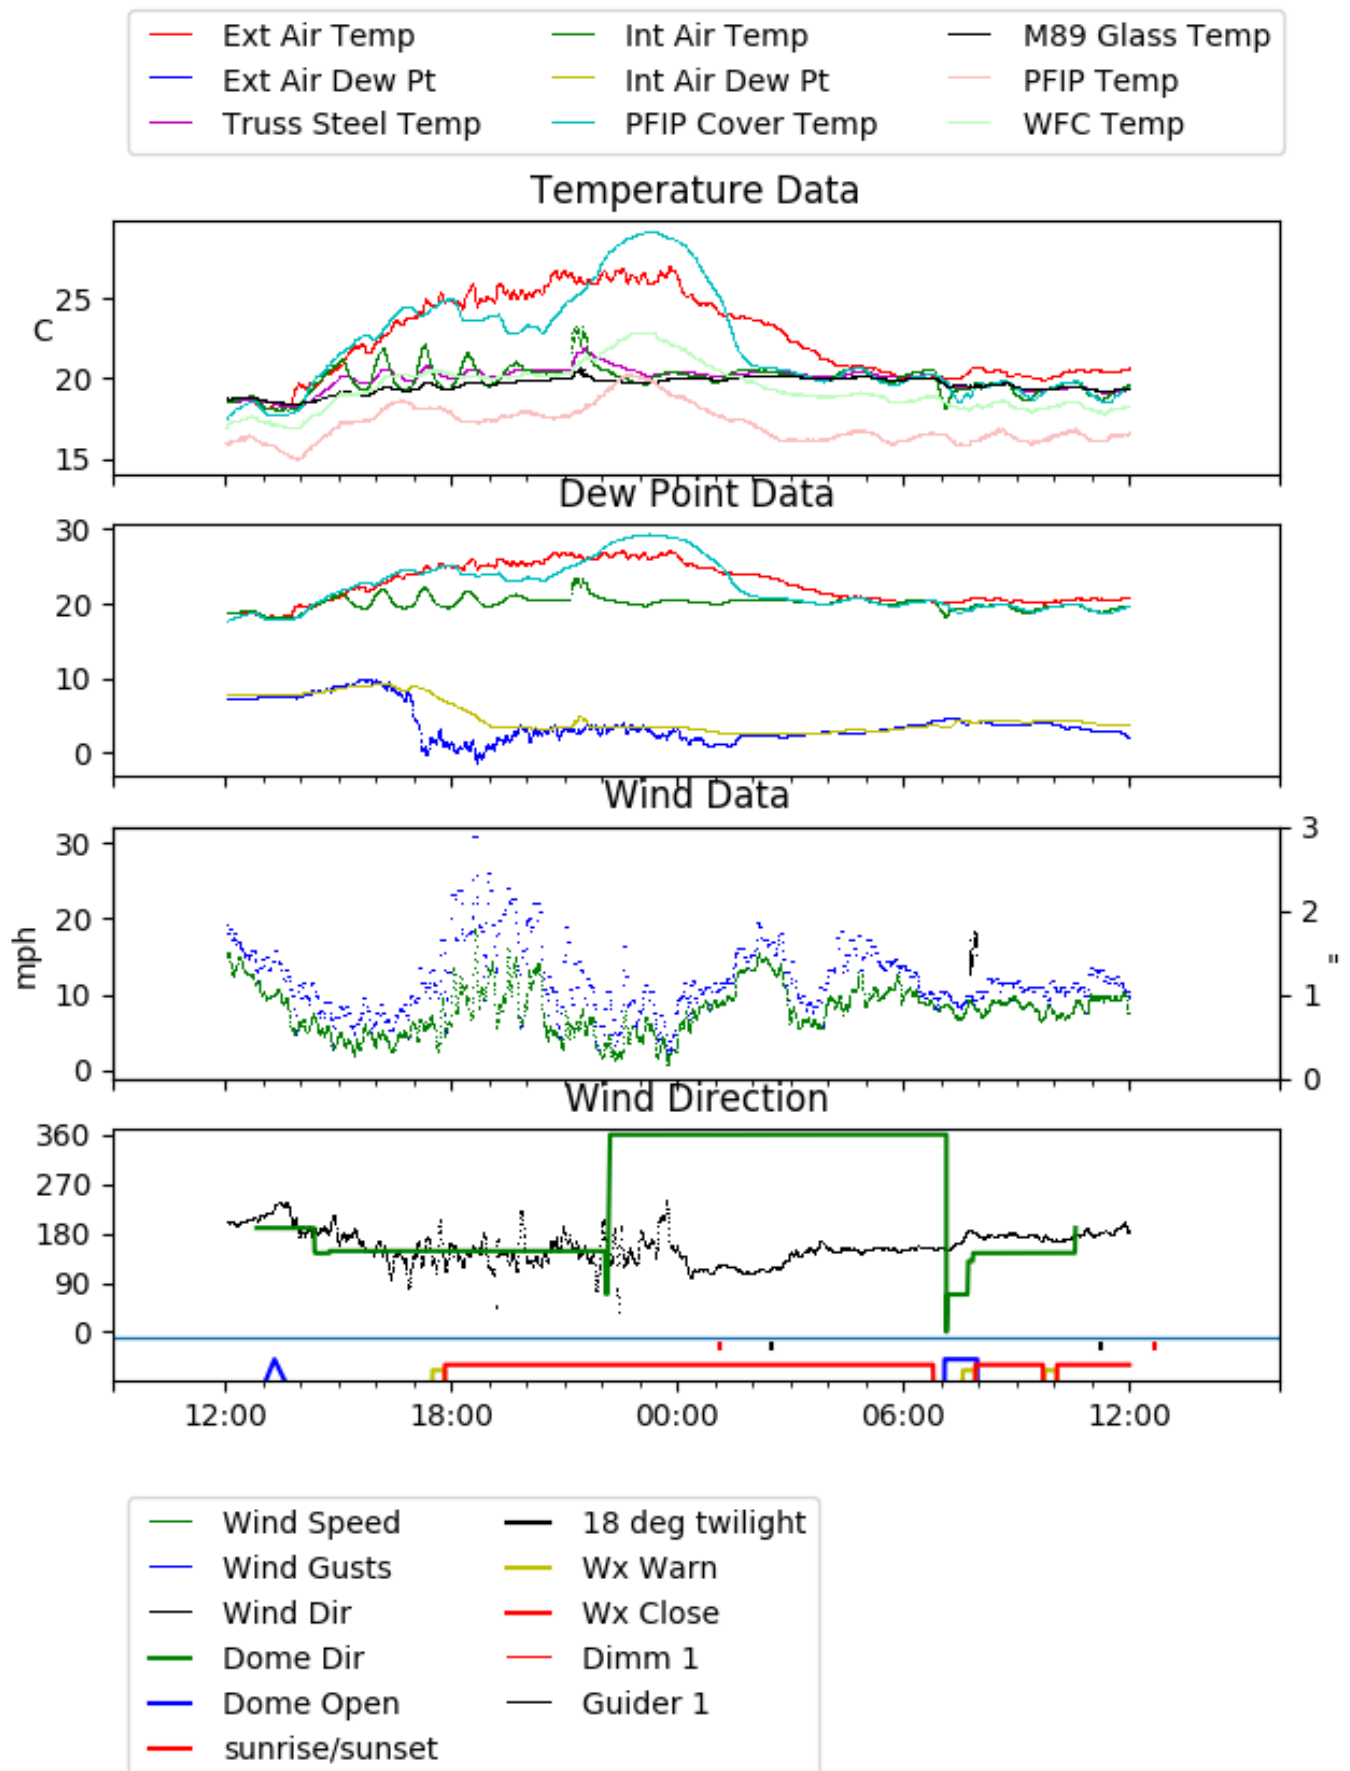 Ext Air Temp Int Air Temp M89 Glass Temp
Ext Air Dew Pt Int Air Dew Pt PFIP Temp
Truss Steel Temp PFIP Cover Temp WFC Temp
Temperature Data
25
C
20
15
Dew Point Data
30
20
10
0
Wind Data
30 3
20 2
mph "
10 1
0 0
Wind Direction
360
270
180
90
0
12:00 18:00 00:00 06:00 12:00
Wind Speed 18 deg twilight
Wind Gusts Wx Warn
Wind Dir Wx Close
Dome Dir Dimm 1
Dome Open Guider 1
sunrise/sunset